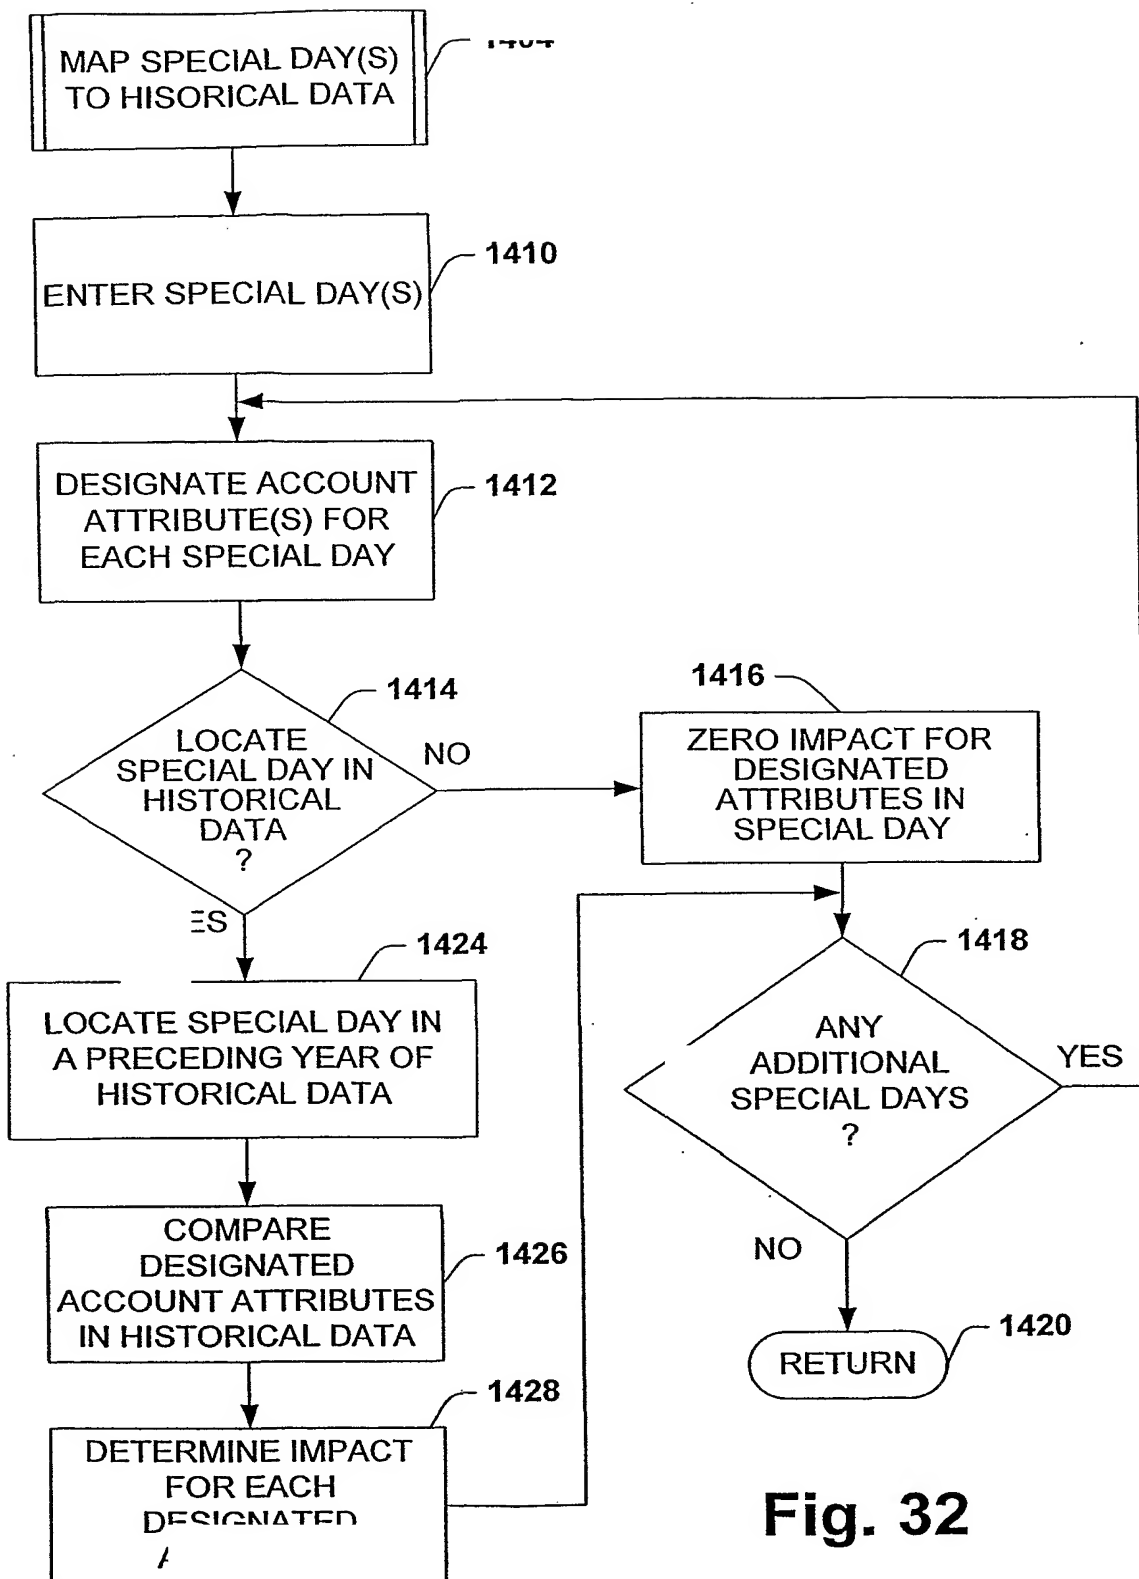 MAP SPECIAL DAY(S)
TO HISORICAL DATA
1404
ENTER SPECIAL DAY(S)
1410
DESIGNATE ACCOUNT
ATTRIBUTE(S) FOR
EACH SPECIAL DAY
1412
LOCATE
SPECIAL DAY IN
HISTORICAL
DATA
?
1414
NO
1416
ZERO IMPACT FOR
DESIGNATED
ATTRIBUTES IN
SPECIAL DAY
1424
LOCATE SPECIAL DAY IN
A PRECEDING YEAR OF
HISTORICAL DATA
1418
ANY
ADDITIONAL
SPECIAL DAYS
?
YES
NO
COMPARE
DESIGNATED
ACCOUNT ATTRIBUTES
IN HISTORICAL DATA
1426
1420
RETURN
1428
DETERMINE IMPACT
FOR EACH
DESIGNATED
Fig. 32